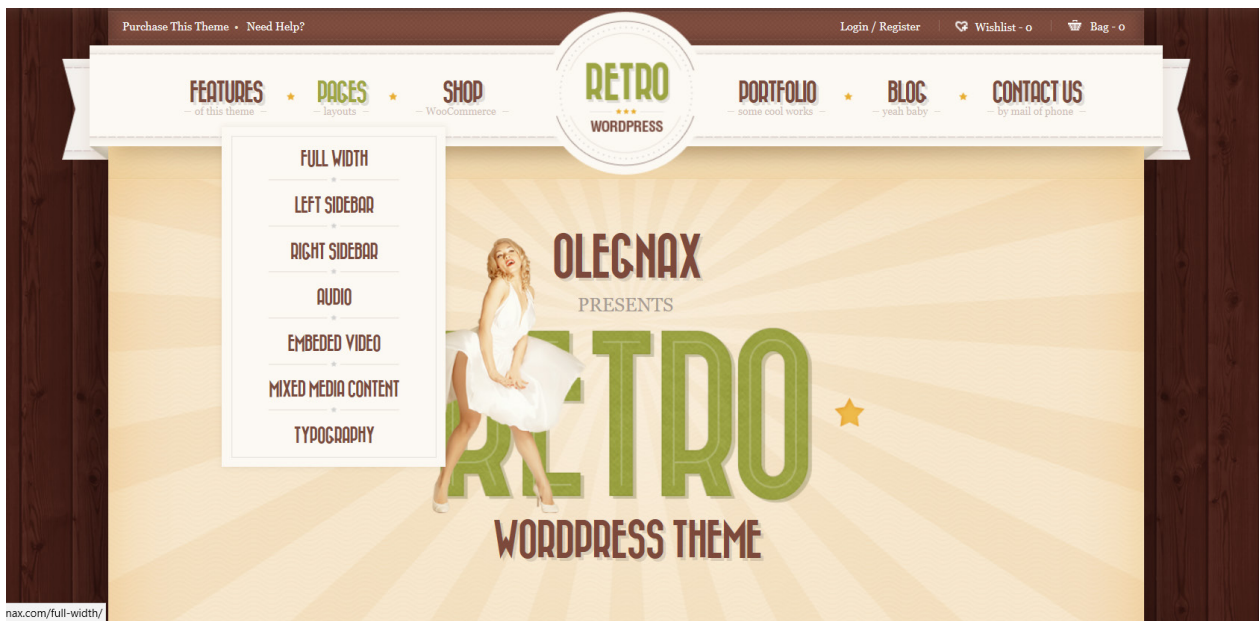 Purchase This Theme • Need Help?
Login / Register
Wishlist - 0
Bag - 0
FEATURES
– of this theme –
PAGES
– layouts –
SHOP
– WooCommerce –
RETRO
WORDPRESS
PORTFOLIO
– some cool works –
BLOG
– yeah baby –
CONTACT US
– by mail of phone –
FULL WIDTH
LEFT SIDEBAR
RIGHT SIDEBAR
AUDIO
EMBEDED VIDEO
MIXED MEDIA CONTENT
TYPOGRAPHY
OLEGNAX
PRESENTS
RETRO
WORDPRESS THEME
nax.com/full-width/